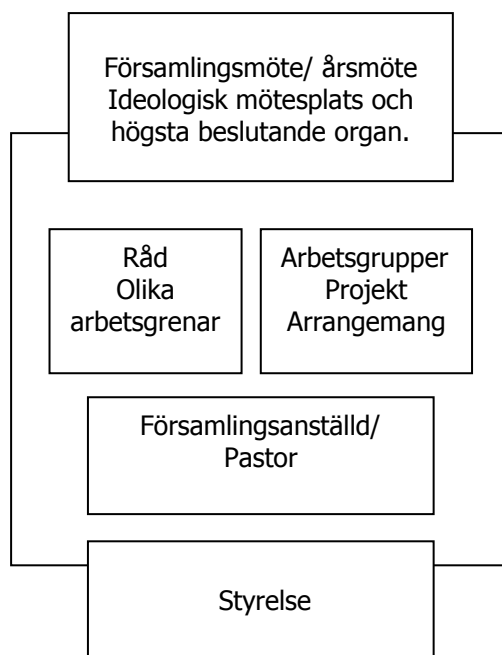 Församlingsmöte/ årsmöte
Ideologisk mötesplats och
högsta beslutande organ.
Råd
Olika
arbetsgrenar
Arbetsgrupper
Projekt
Arrangemang
Församlingsanställd/
Pastor
Styrelse